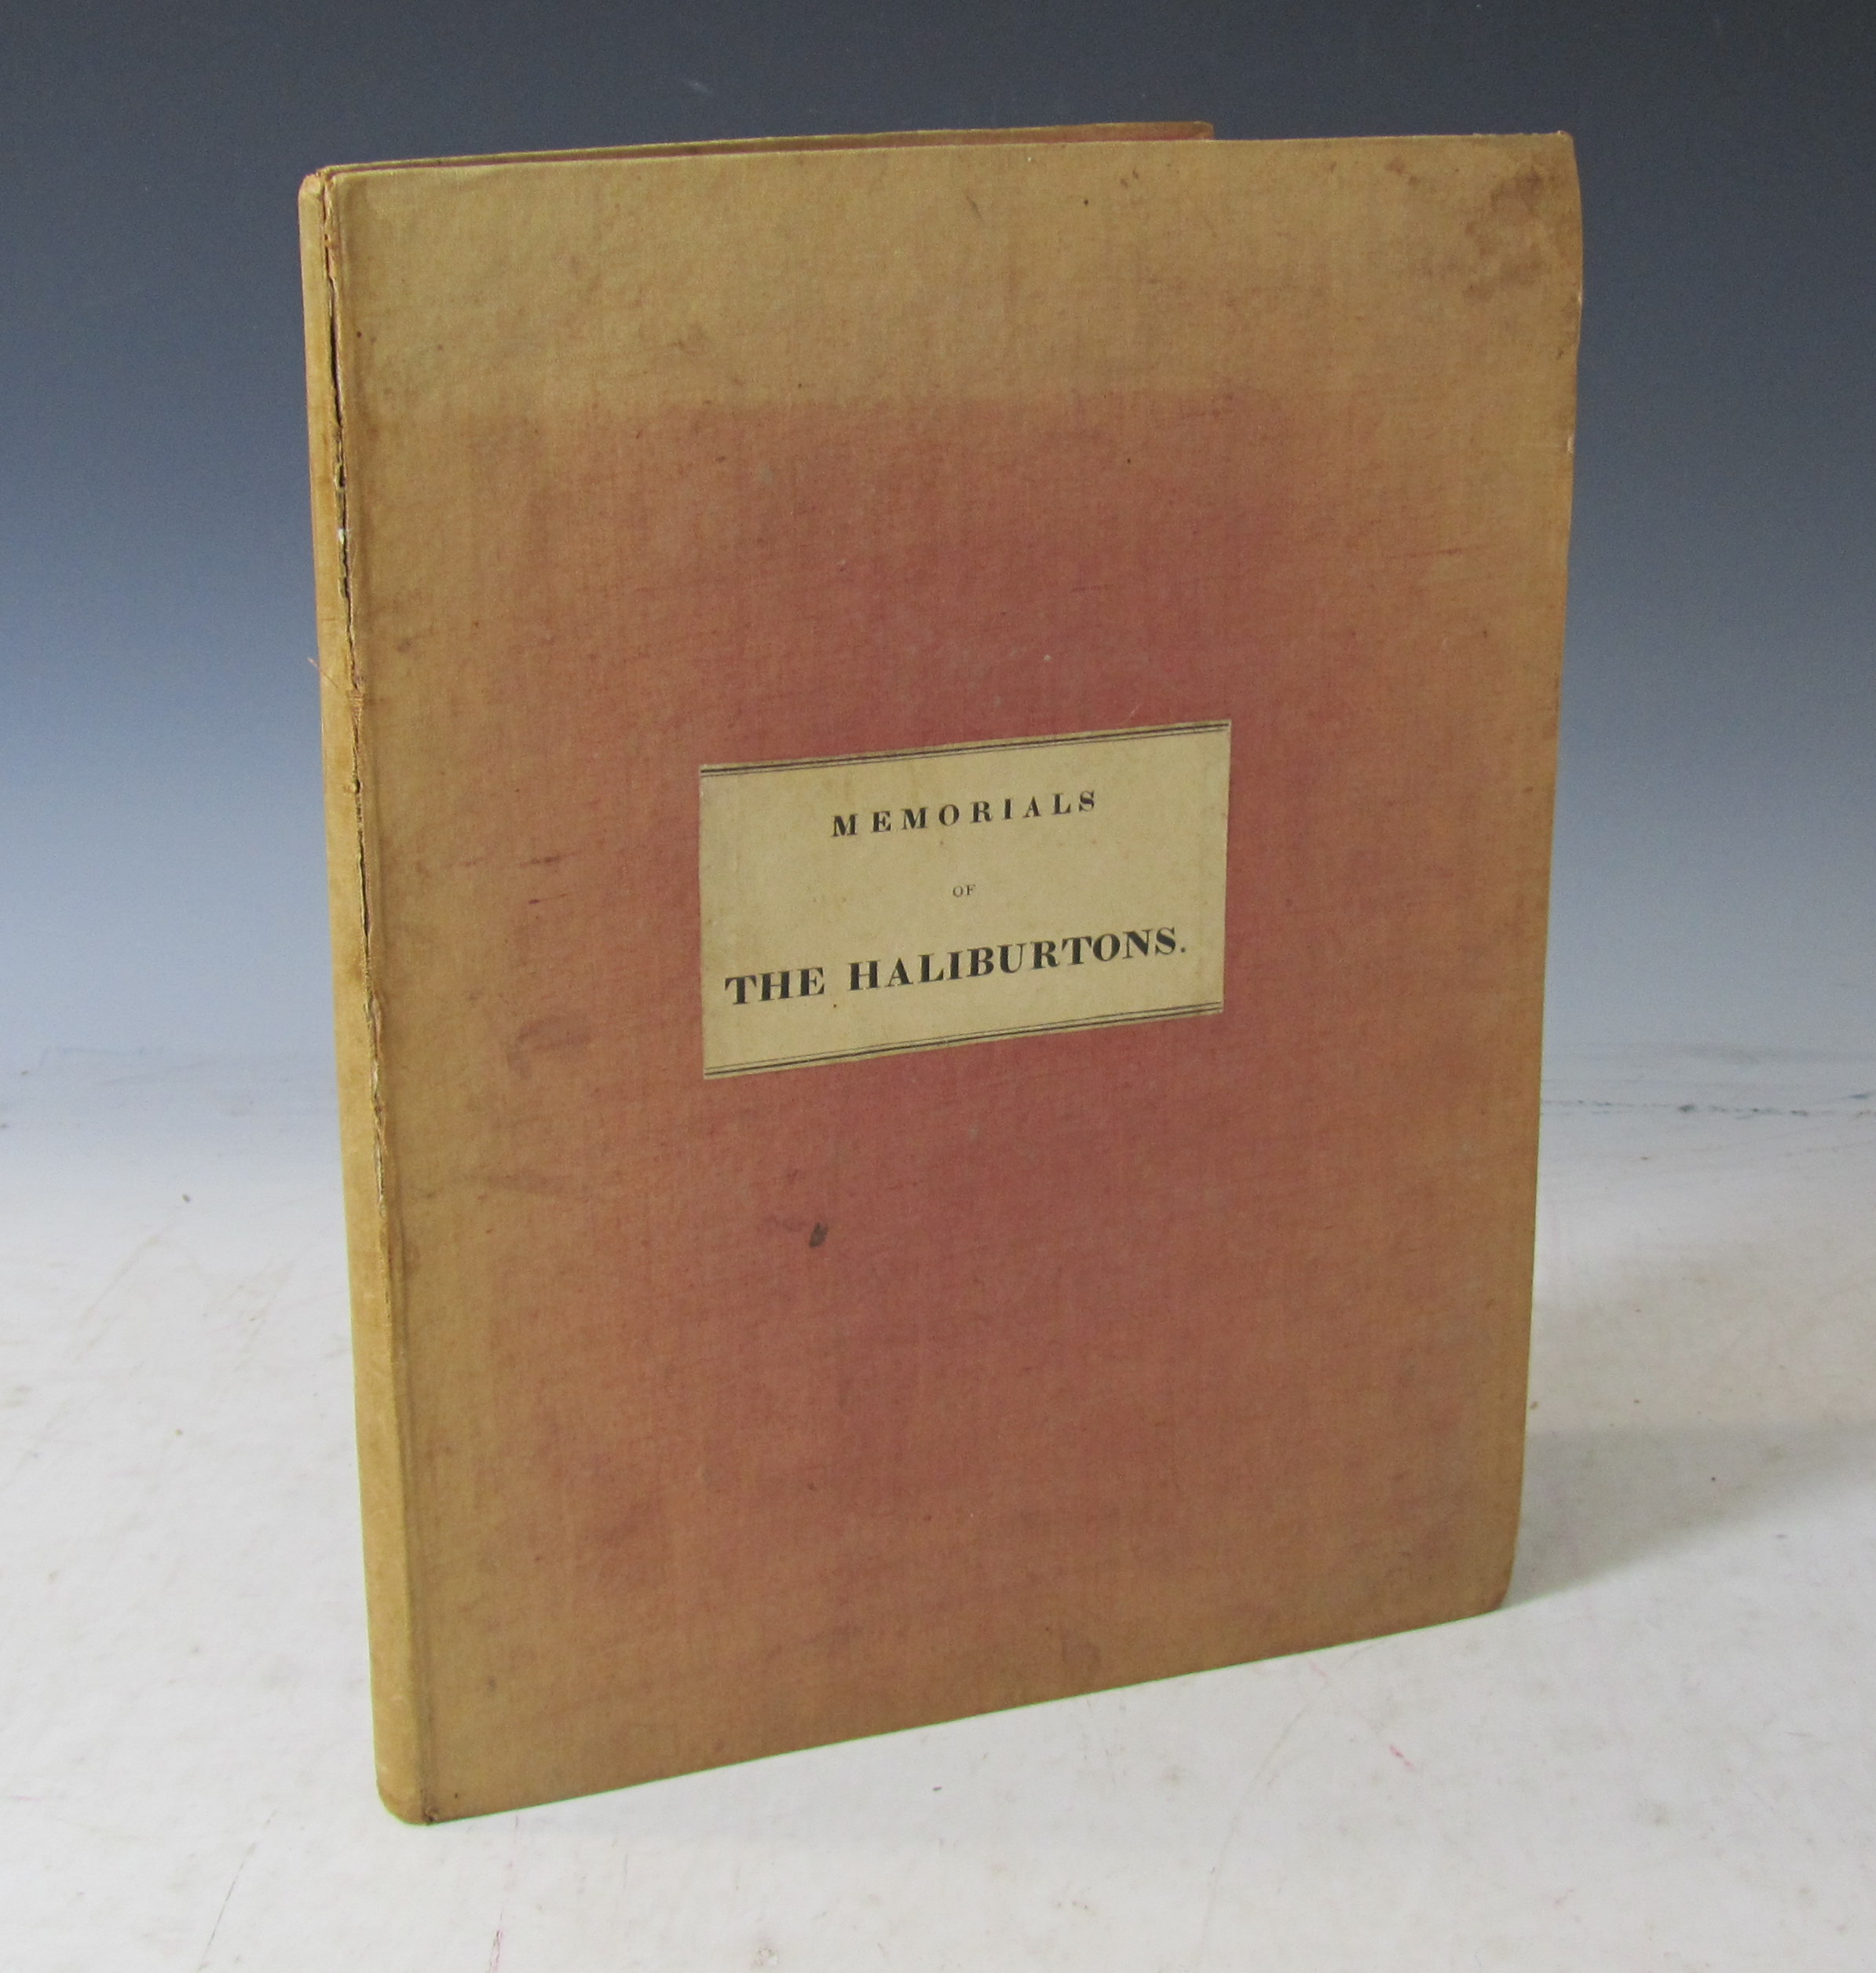 MEMORIALS
OF
THE HALIBURTONS.